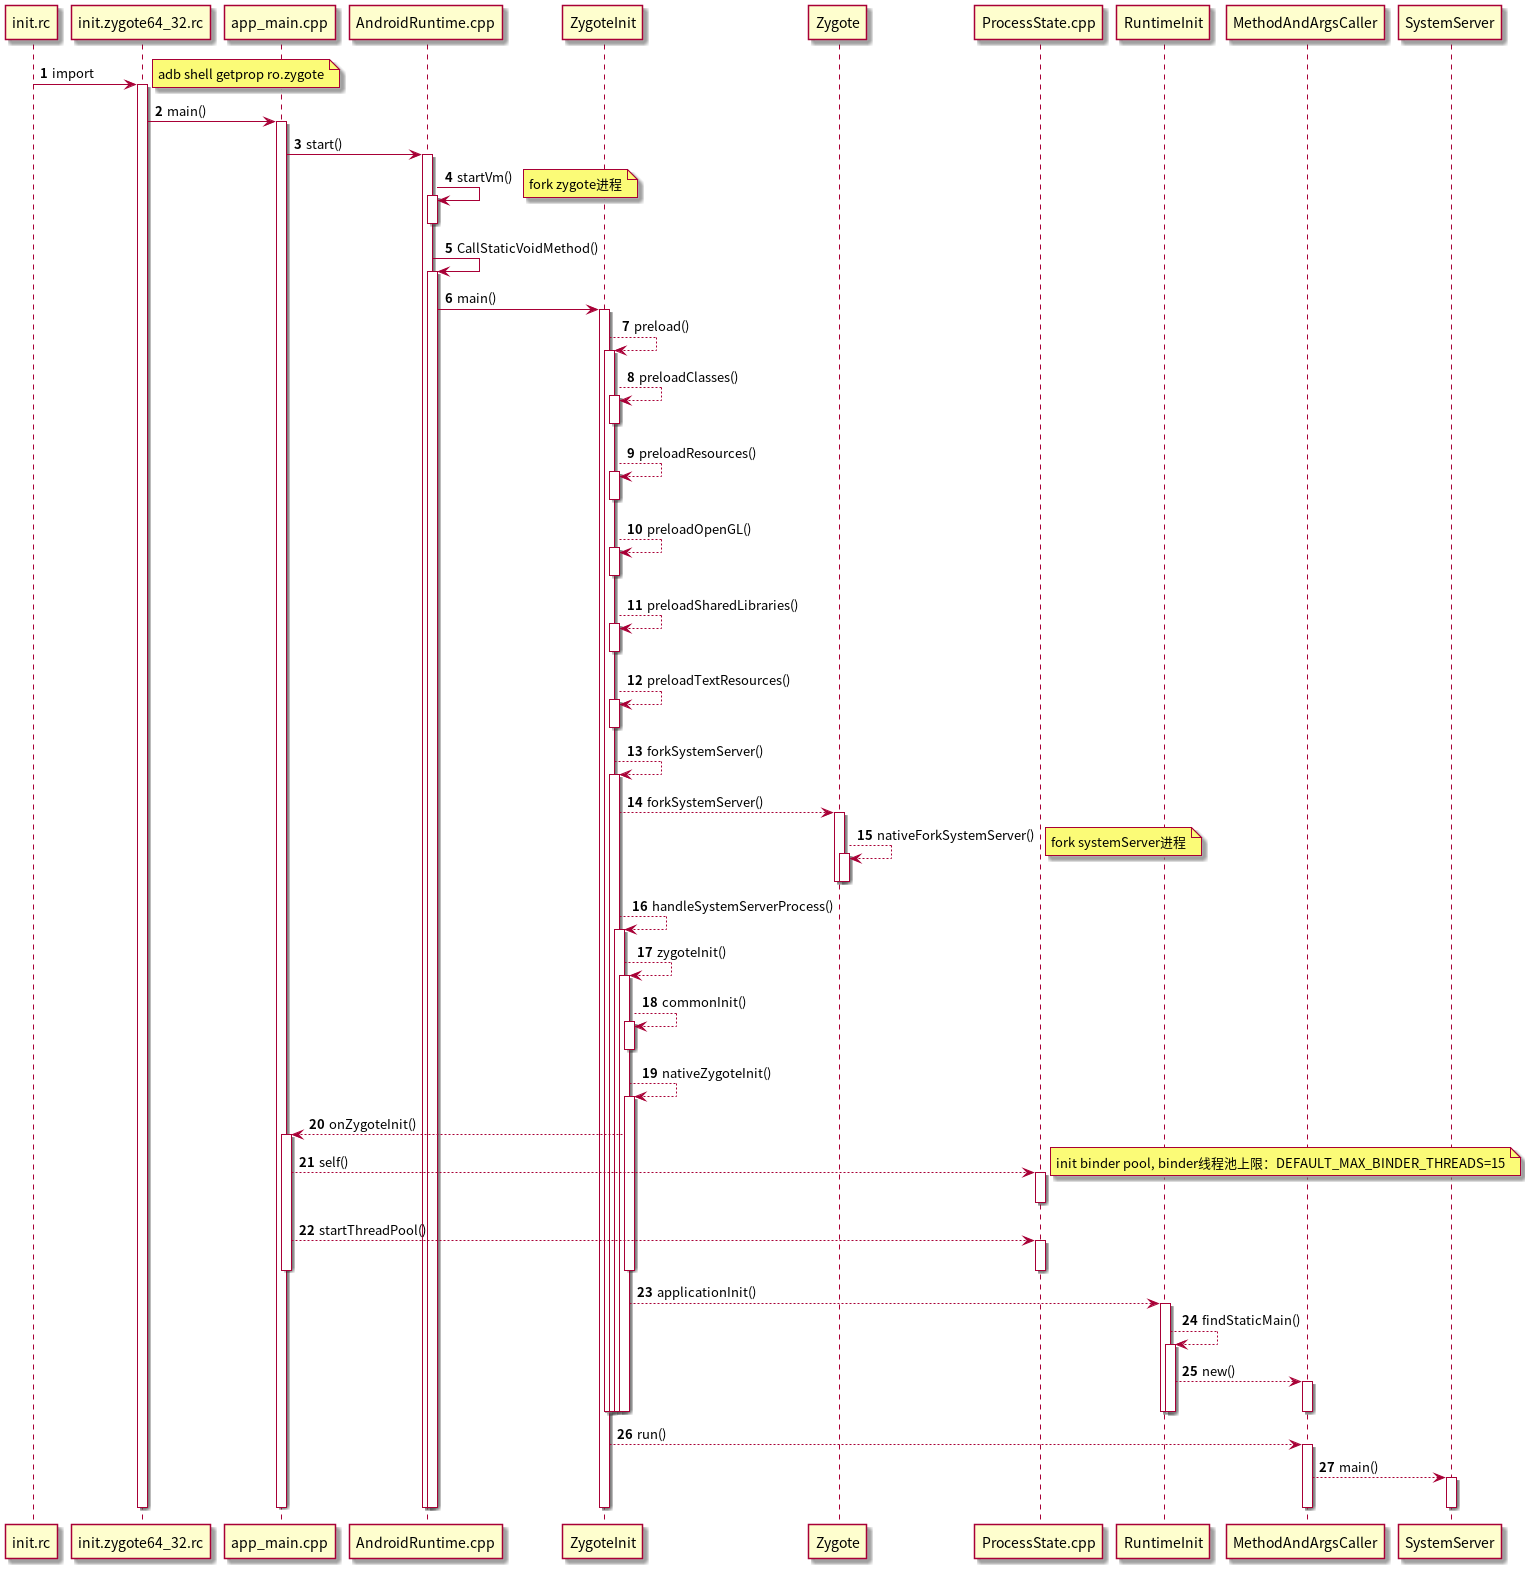 init.rc
init.zygote64_32.rc
app_main.cpp
AndroidRuntime.cpp
ZygoteInit
Zygote
ProcessState.cpp
RuntimeInit
MethodAndArgsCaller
SystemServer
1 import
adb shell getprop ro.zygote
2 main()
3 start()
4 startVm()
fork zygote进程
5 CallStaticVoidMethod()
6 main()
7 preload()
8 preloadClasses()
9 preloadResources()
10 preloadOpenGL()
11 preloadSharedLibraries()
12 preloadTextResources()
13 forkSystemServer()
14 forkSystemServer()
15 nativeForkSystemServer()
fork systemServer进程
16 handleSystemServerProcess()
17 zygoteInit()
18 commonInit()
19 nativeZygoteInit()
20 onZygoteInit()
21 self()
init binder pool, binder线程池上限：DEFAULT_MAX_BINDER_THREADS=15
22 startThreadPool()
23 applicationInit()
24 findStaticMain()
25 new()
26 run()
27 main()
init.rc
init.zygote64_32.rc
app_main.cpp
AndroidRuntime.cpp
ZygoteInit
Zygote
ProcessState.cpp
RuntimeInit
MethodAndArgsCaller
SystemServer